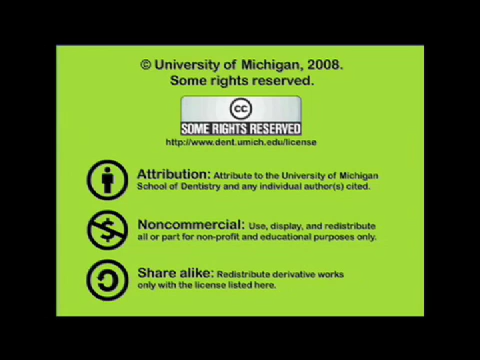 © University of Michigan, 2008.
Some rights reserved.
cc
SOME RIGHTS RESERVED
http://www.dent.umich.edu/license
Attribution: Attribute to the University of Michigan
School of Dentistry and any individual author(s) cited.
Noncommercial: Use, display, and redistribute
all or part for non-profit and educational purposes only.
Share alike: Redistribute derivative works
only with the license listed here.